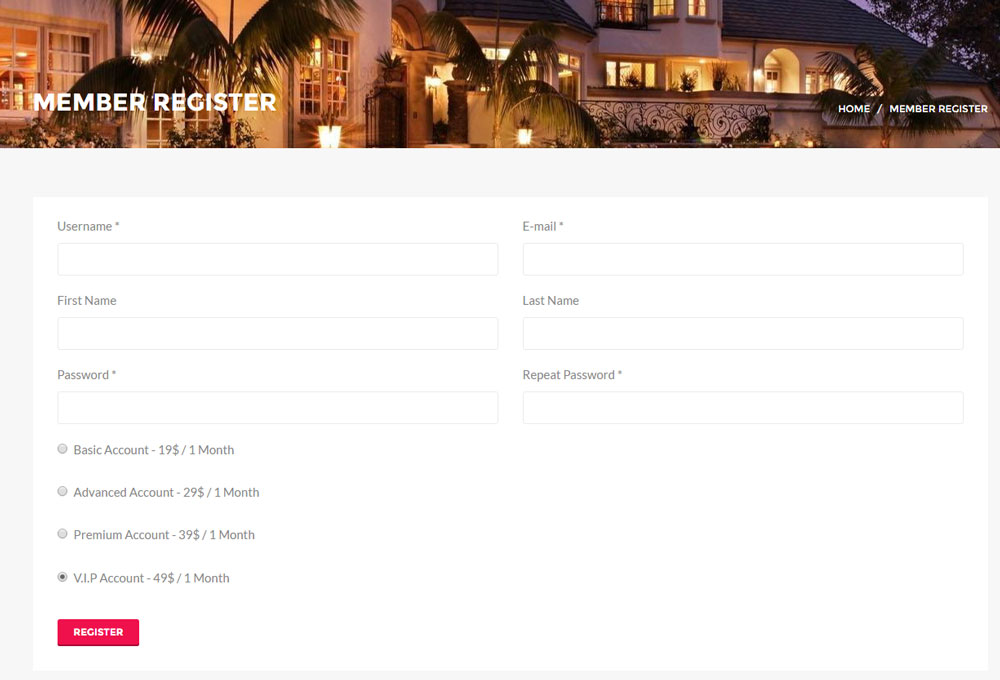 MEMBER REGISTER
HOME / MEMBER REGISTER
Username * E-mail *
First Name Last Name
Password * Repeat Password *
Basic Account - 19$ / 1 Month
Advanced Account - 29$ / 1 Month
Premium Account - 39$ / 1 Month
V.I.P Account - 49$ / 1 Month
REGISTER